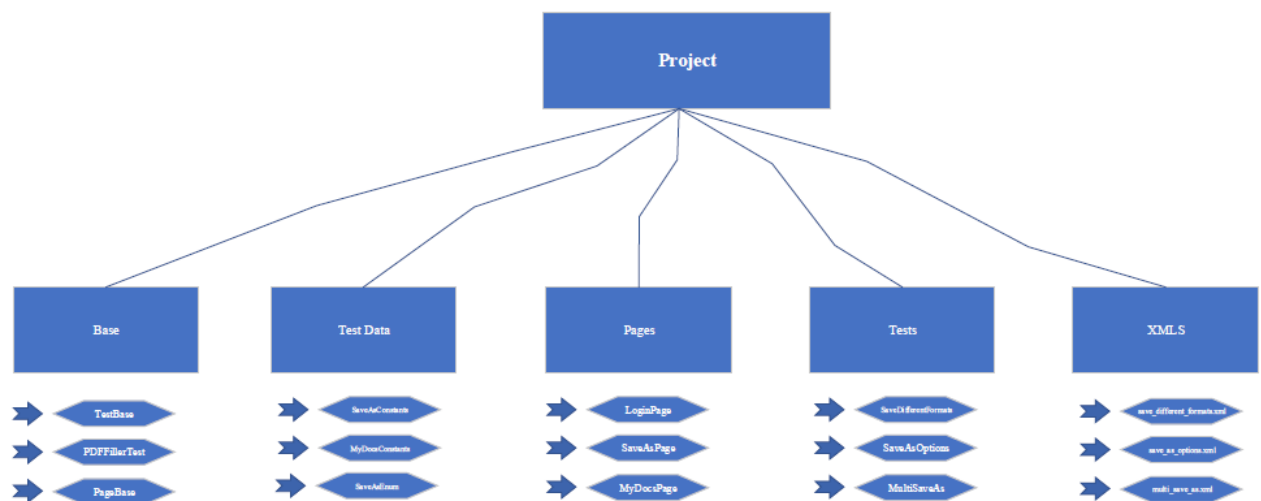 Project
Base
Test Data
Pages
Tests
XMLS
TestBase
SaveAsConstants
LoginPage
SaveDifferentFormats
save_different_formats.xml
PDFFillerTest
MyDocsConstants
SaveAsPage
SaveAsOptions
save_as_options.xml
PageBase
SaveAsEnum
MyDocsPage
MultiSaveAs
multi_save_as.xml